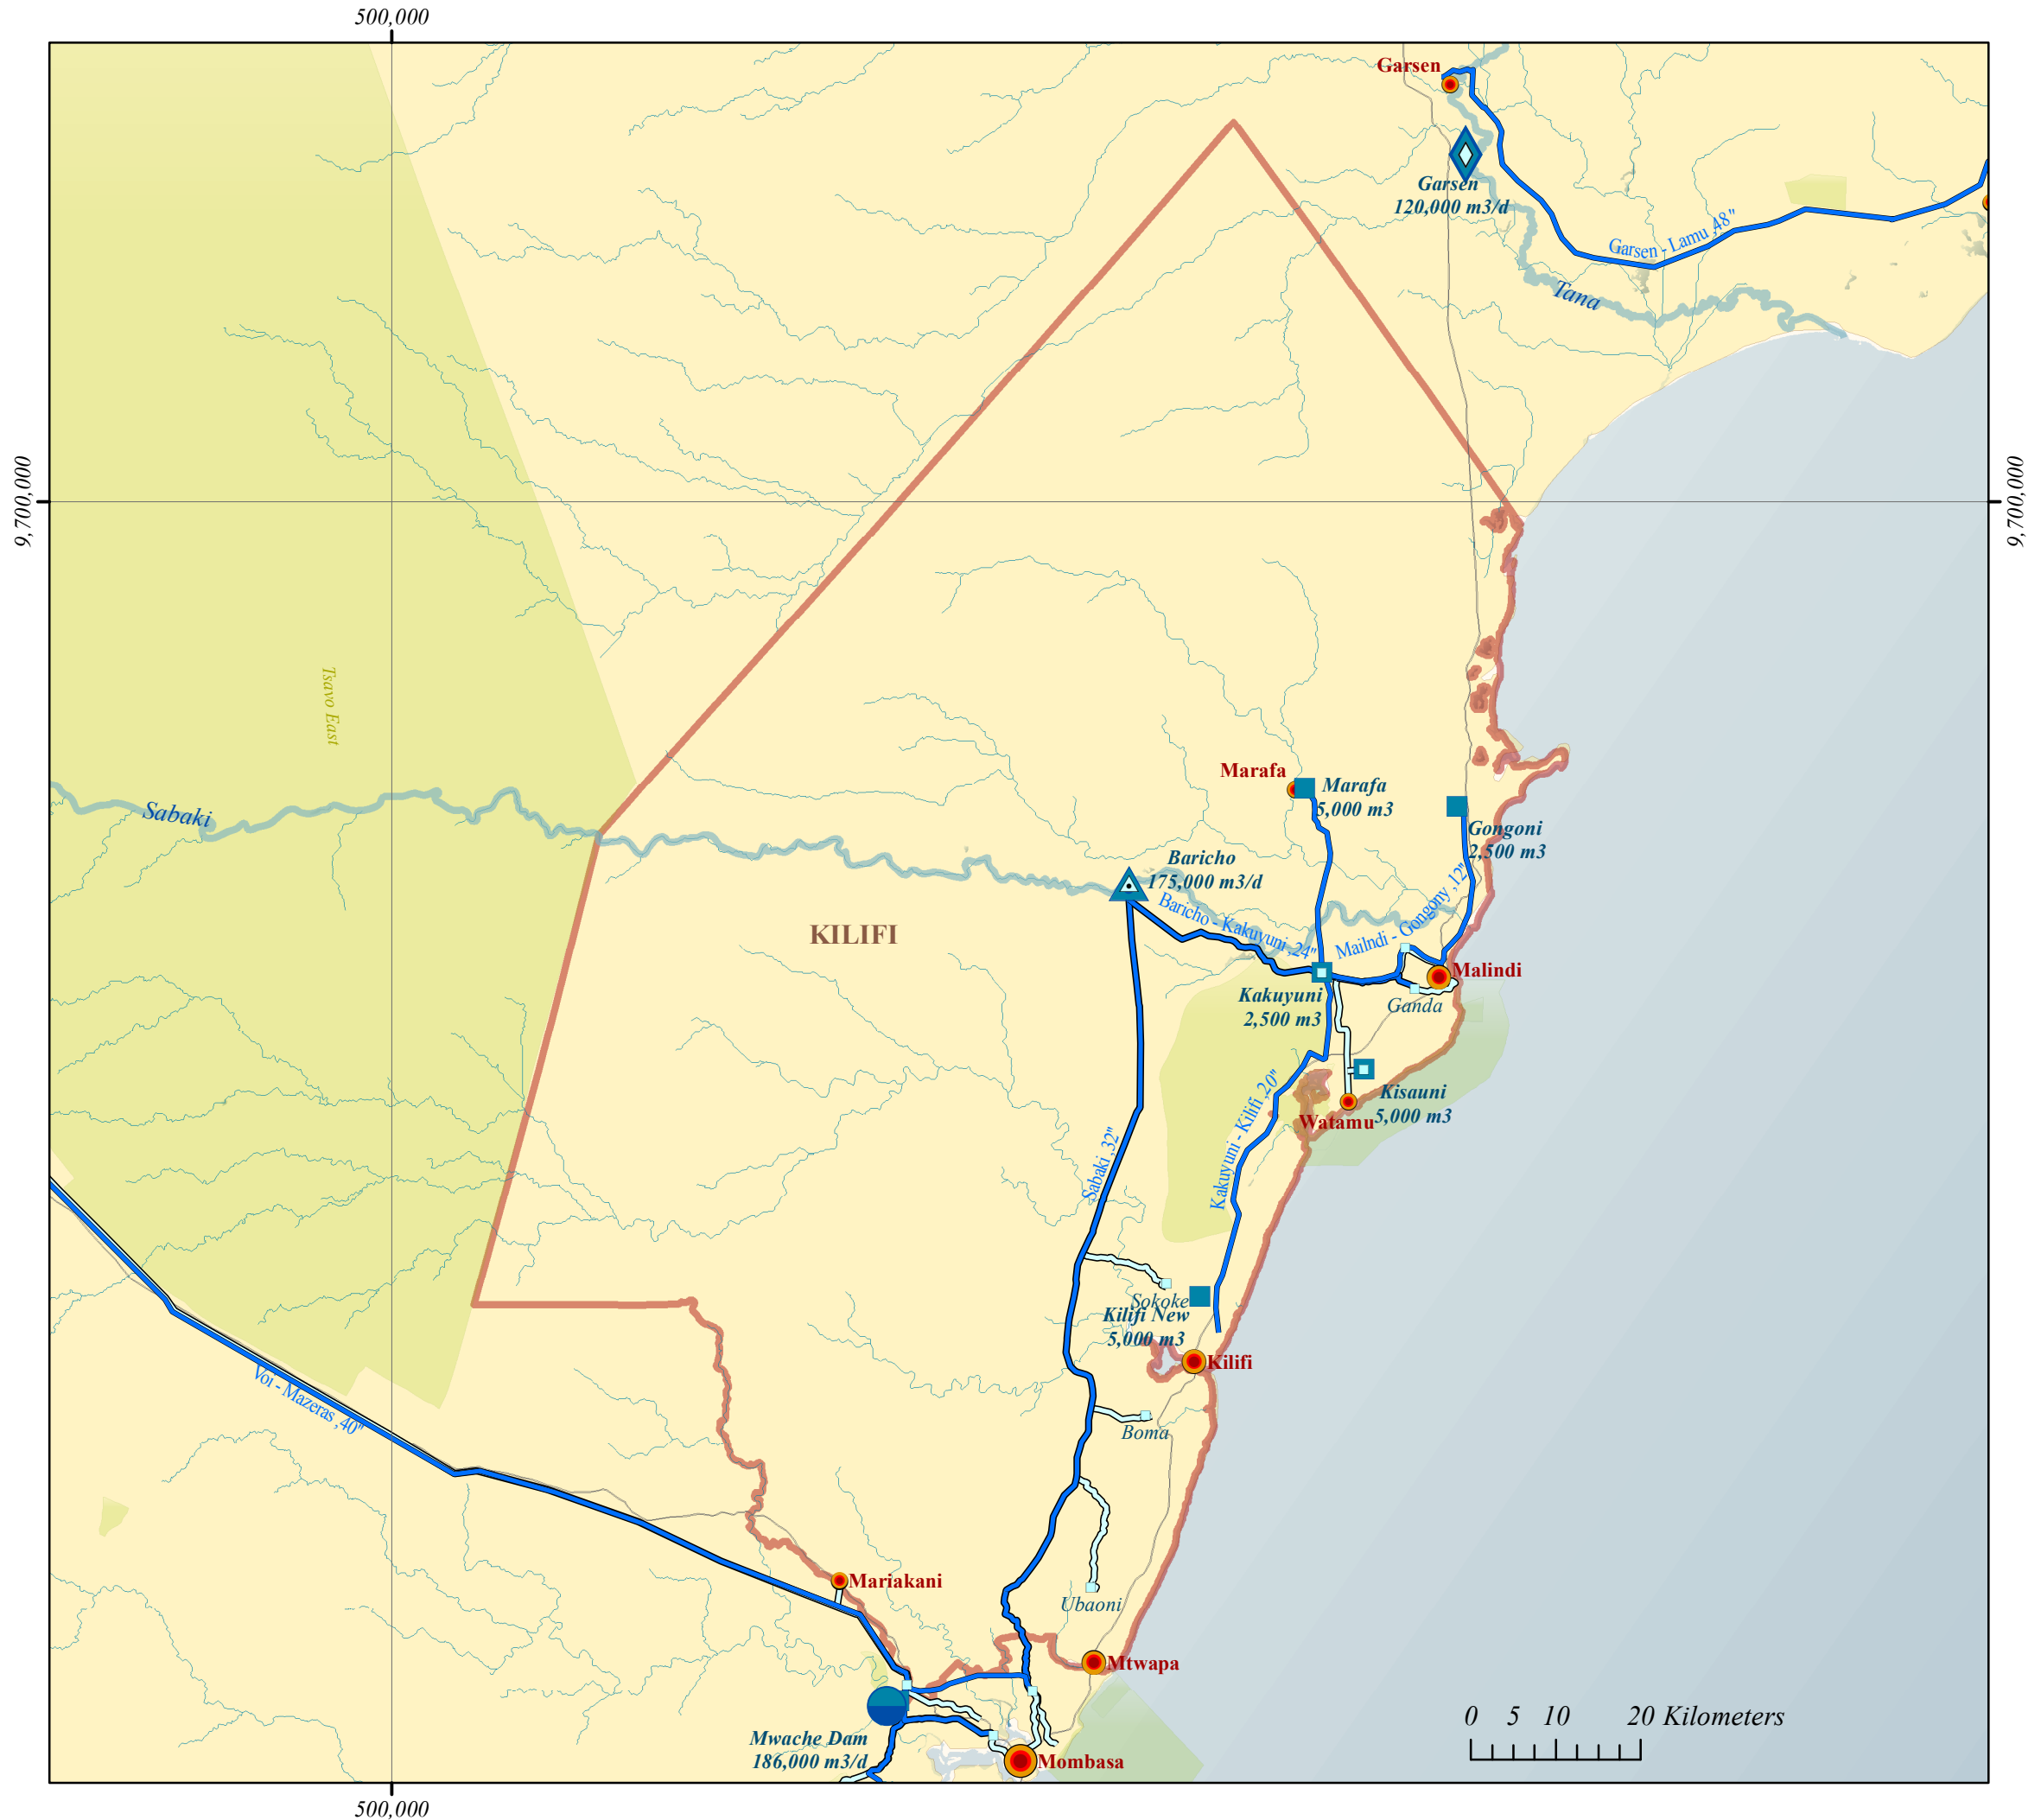 500,000
Garsen
Garsen
120,000 m3/d
Garsen - Lamu ,48"
Tana
9,700,000
9,700,000
Tsavo East
Sabaki
Marafa
Marafa
5,000 m3
Gongoni
2,500 m3
Baricho
175,000 m3/d
Baricho - Kakuyuni ,24"
Mailndi - Gongony ,12"
KILIFI
Malindi
Kakuyuni
2,500 m3
Ganda
Kisauni
5,000 m3
Watamu
Kakuyuni - Kilifi ,20"
Sabaki ,32"
Sokoke
Kilifi New
5,000 m3
Kilifi
Voi - Mazeras ,40"
Boma
Mariakani
Ubaoni
Mtwapa
Mwache Dam
186,000 m3/d
Mombasa
0 5 10 20 Kilometers
500,000